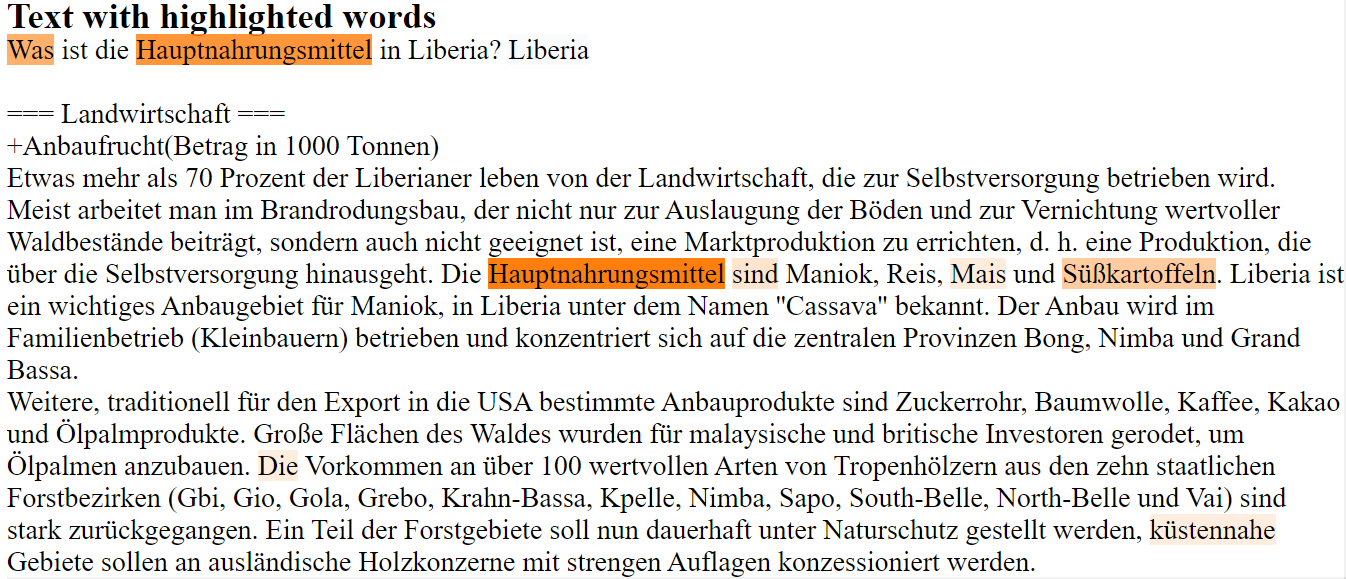 Text with highlighted words
Was ist die Hauptnahrungsmittel in Liberia? Liberia
=== Landwirtschaft ===
+Anbaufrucht(Betrag in 1000 Tonnen)
Etwas mehr als 70 Prozent der Liberianer leben von der Landwirtschaft, die zur Selbstversorgung betrieben wird.
Meist arbeitet man im Brandrodungsbau, der nicht nur zur Auslaugung der Böden und zur Vernichtung wertvoller
Waldbestände beiträgt, sondern auch nicht geeignet ist, eine Marktproduktion zu errichten, d. h. eine Produktion, die
über die Selbstversorgung hinausgeht. Die Hauptnahrungsmittel sind Maniok, Reis, Mais und Süßkartoffeln. Liberia ist
ein wichtiges Anbaugebiet für Maniok, in Liberia unter dem Namen "Cassava" bekannt. Der Anbau wird im
Familienbetrieb (Kleinbauern) betrieben und konzentriert sich auf die zentralen Provinzen Bong, Nimba und Grand
Bassa.
Weitere, traditionell für den Export in die USA bestimmte Anbauprodukte sind Zuckerrohr, Baumwolle, Kaffee, Kakao
und Ölpalmprodukte. Große Flächen des Waldes wurden für malaysische und britische Investoren gerodet, um
Ölpalmen anzubauen. Die Vorkommen an über 100 wertvollen Arten von Tropenhölzern aus den zehn staatlichen
Forstbezirken (Gbi, Gio, Gola, Grebo, Krahn-Bassa, Kpelle, Nimba, Sapo, South-Belle, North-Belle und Vai) sind
stark zurückgegangen. Ein Teil der Forstgebiete soll nun dauerhaft unter Naturschutz gestellt werden, küstennahe
Gebiete sollen an ausländische Holzkonzerne mit strengen Auflagen konzessioniert werden.